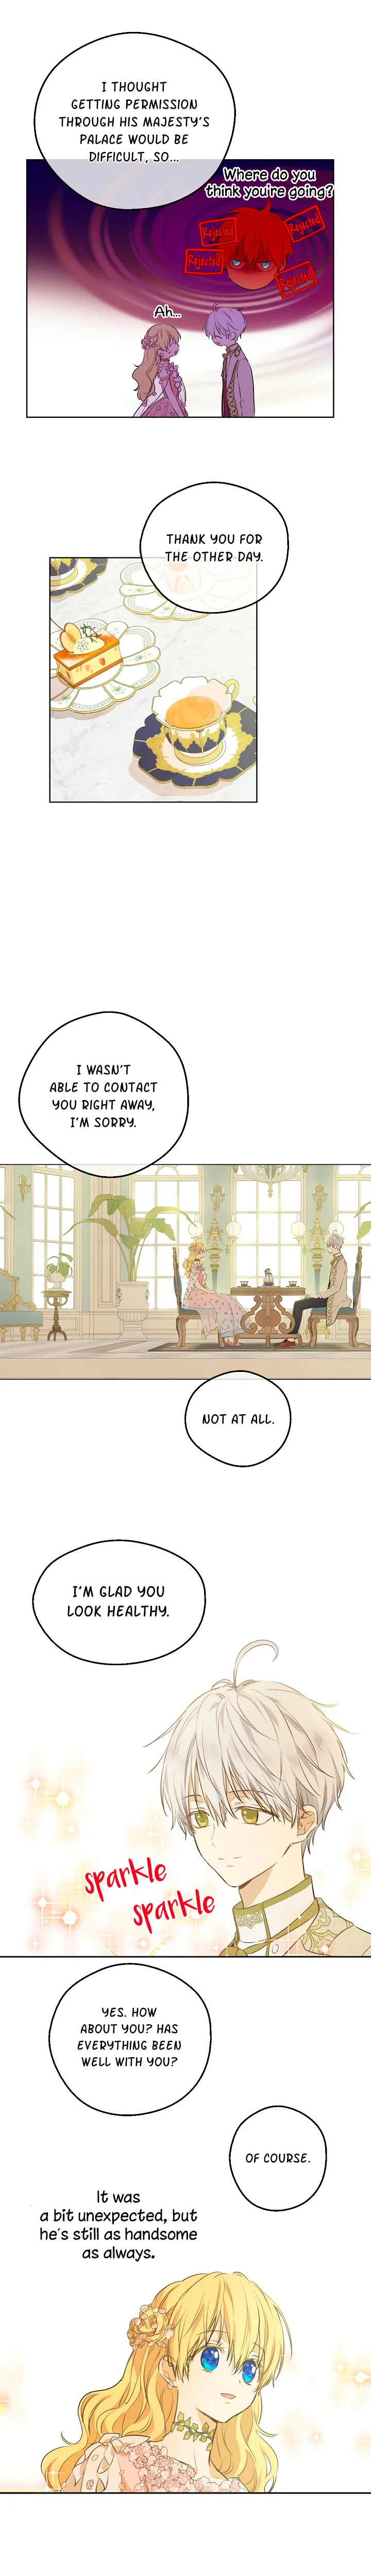 I THOUGHT
GETTING PERMISSION
THROUGH HIS MAJESTY'S
PALACE WOULD BE
DIFFICULT, SO...
Where do you
think you're going?
Rejected
Rejected
Rejected
Rejected
Ah...
THANK YOU FOR
THE OTHER DAY.
I WASN'T
ABLE TO CONTACT
YOU RIGHT AWAY,
I'M SORRY.
NOT AT ALL.
I'M GLAD YOU
LOOK HEALTHY.
sparkle
sparkle
YES. HOW
ABOUT YOU? HAS
EVERYTHING BEEN
WELL WITH YOU?
OF COURSE.
It was
a bit unexpected, but
he's still as handsome
as always.